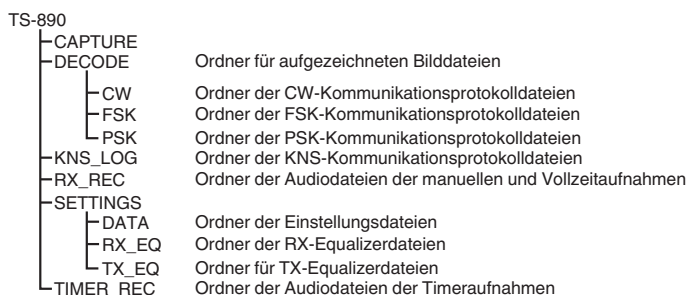 TS-890
CAPTURE
DECODE Ordner für aufgezeichneten Bilddateien
CW Ordner der CW-Kommunikationsprotokolldateien
FSK Ordner der FSK-Kommunikationsprotokolldateien
PSK Ordner der PSK-Kommunikationsprotokolldateien
KNS_LOG Ordner der KNS-Kommunikationsprotokolldateien
RX_REC Ordner der Audiodateien der manuellen und Vollzeitaufnahmen
SETTINGS
DATA Ordner der Einstellungsdateien
RX_EQ Ordner der RX-Equalizerdateien
TX_EQ Ordner für TX-Equalizerdateien
TIMER_REC Ordner der Audiodateien der Timeraufnahmen